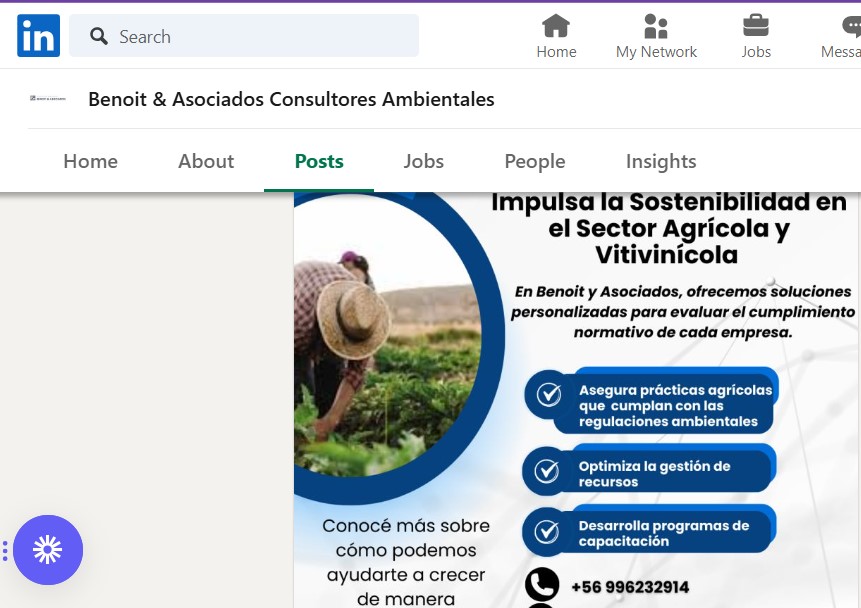 in
Search
Home
My Network
Jobs
Messa
Benoit & Asociados Consultores Ambientales
Home
About
Posts
Jobs
People
Insights
Impulsa la Sostenibilidad en
el Sector Agrícola y
Vitivinícola
En Benoit y Asociados, ofrecemos soluciones
personalizadas para evaluar el cumplimiento
normativo de cada empresa.
Asegura prácticas agrícolas
que cumplan con las
regulaciones ambientales
Optimiza la gestión de
recursos
Desarrolla programas de
capacitación
Conocé más sobre
cómo podemos
ayudarte a crecer
de manera
+56 996232914